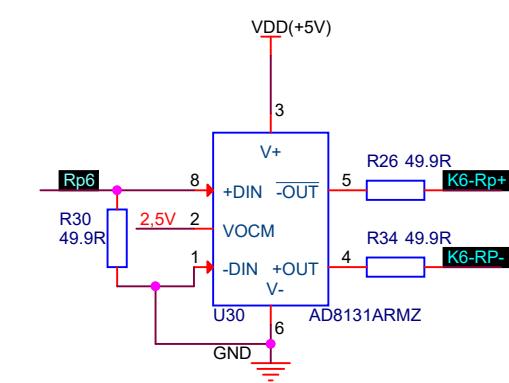 VDD(+5V)
3
V+
R26 49.9R
Rp6
8
+DIN
-OUT
5
K6-Rp+
R30
49.9R
2,5V
2
VOCM
R34 49.9R
1
-DIN
+OUT
4
K6-RP-
V-
U30
AD8131ARMZ
6
GND